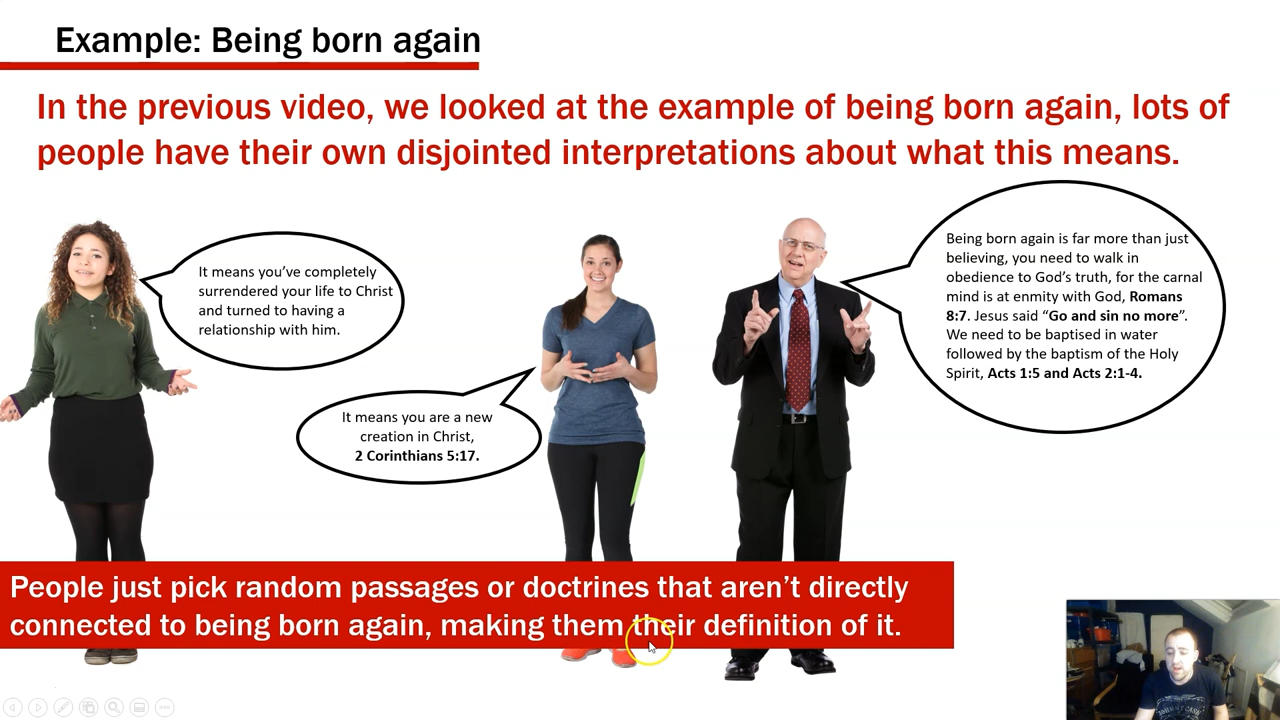 Example: Being born again
In the previous video, we looked at the example of being born again, lots of
people have their own disjointed interpretations about what this means.
It means you've completely
surrendered your life to Christ
and turned to having a
relationship with him.
It means you are a new
creation in Christ,
2 Corinthians 5:17.
Being born again is far more than just
believing, you need to walk in
obedience to God's truth, for the carnal
mind is at enmity with God, Romans
8:7. Jesus said “Go and sin no more”.
We need to be baptised in water
followed by the baptism of the Holy
Spirit, Acts 1:5 and Acts 2:1-4.
People just pick random passages or doctrines that aren't directly
connected to being born again, making them their definition of it.